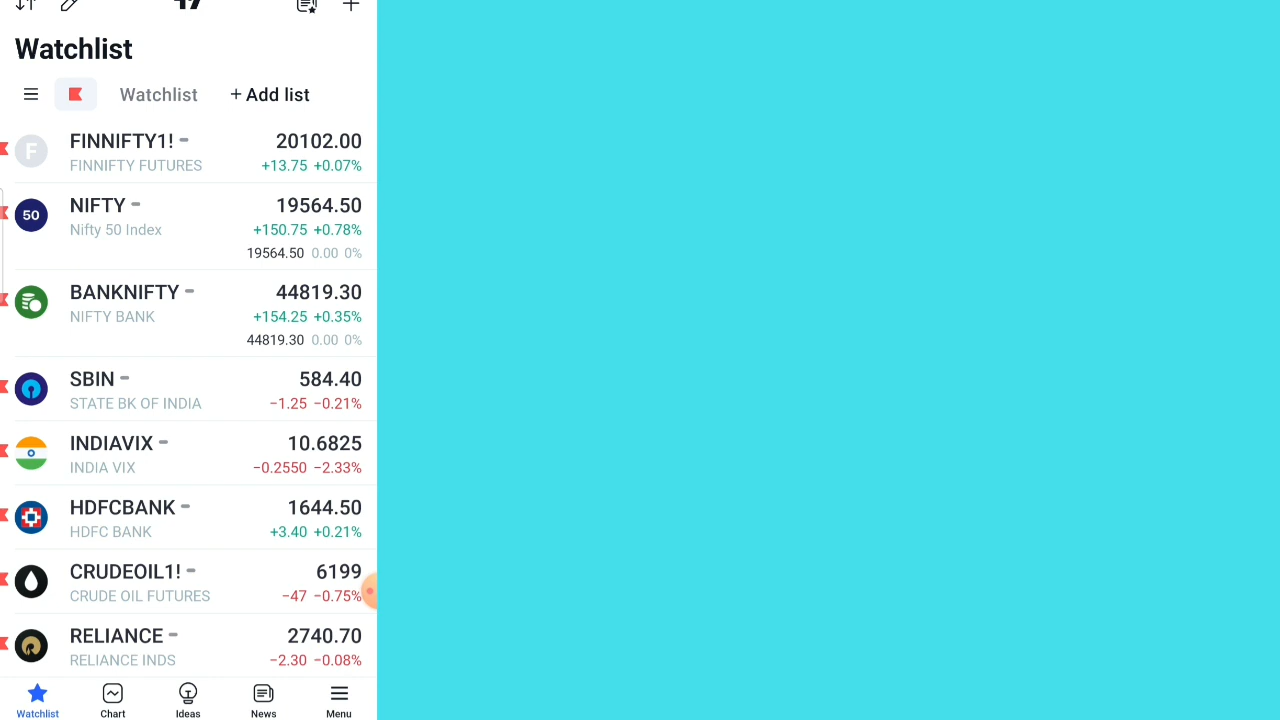 Watchlist
Watchlist + Add list
F FINNIFTY1! 20102.00
FINNIFTY FUTURES +13.75 +0.07%
50 NIFTY 19564.50
Nifty 50 Index +150.75 +0.78%
19564.50 0.00 0%
BANKNIFTY 44819.30
NIFTY BANK +154.25 +0.35%
44819.30 0.00 0%
SBIN 584.40
STATE BK OF INDIA −1.25 −0.21%
INDIAVIX 10.6825
INDIA VIX −0.2550 −2.33%
HDFCBANK 1644.50
HDFC BANK +3.40 +0.21%
CRUDEOIL1! 6199
CRUDE OIL FUTURES −47 −0.75%
RELIANCE 2740.70
RELIANCE INDS −2.30 −0.08%
Watchlist Chart Ideas News Menu